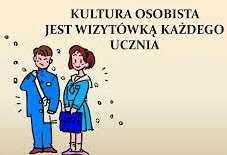 KULTURA OSOBISTA
JEST WIZYTÓWKĄ KAŻDEGO
UCZNIA